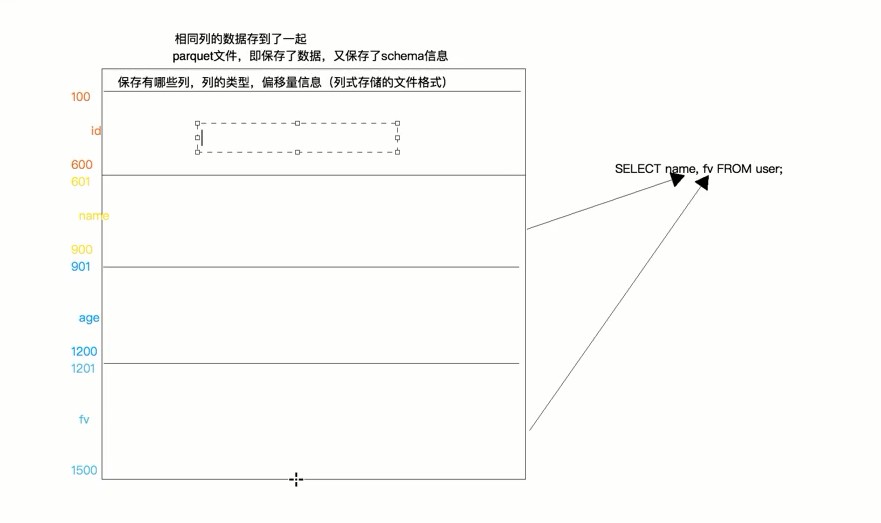 相同列的数据存到了一起
parquet文件，即保存了数据，又保存了schema信息
保存有哪些列，列的类型，偏移量信息（列式存储的文件格式）
100
id
600
SELECT name, fv FROM user;
601
name
900
901
age
1200
1201
fv
1500